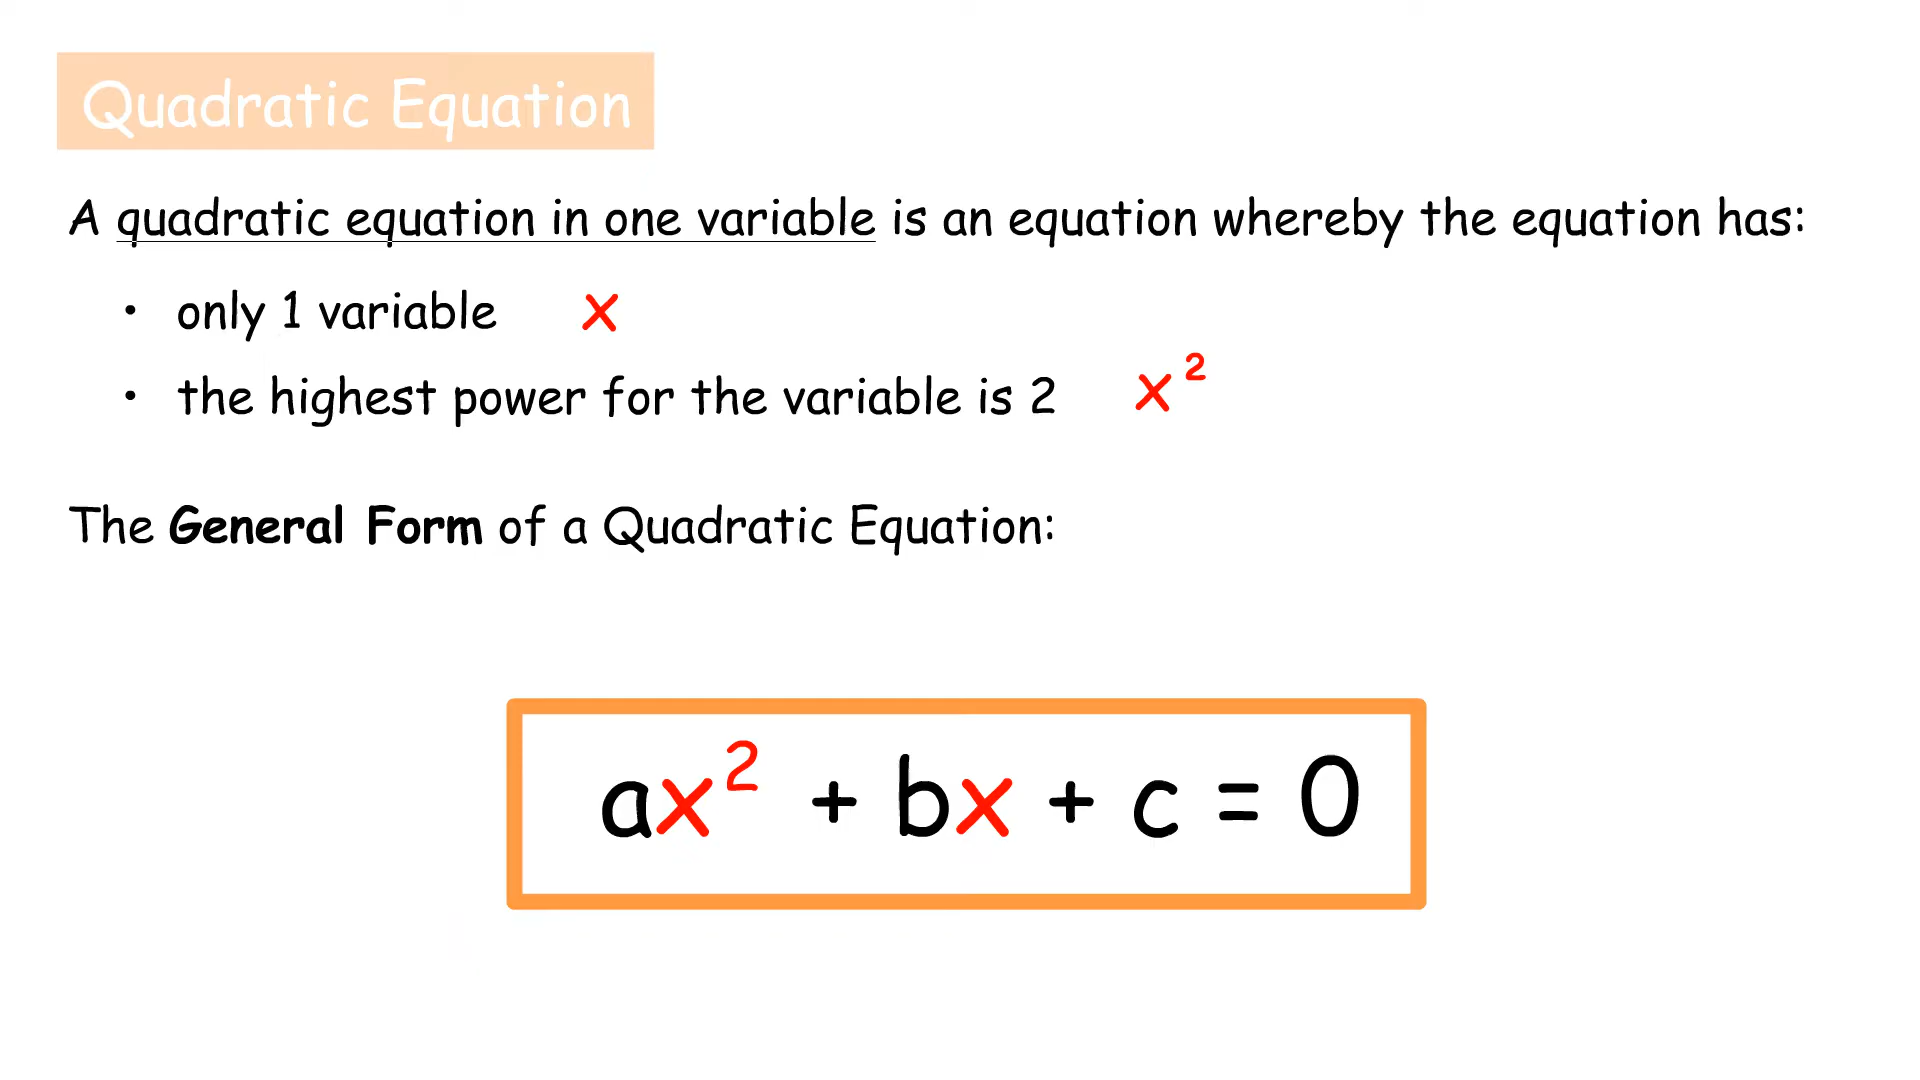 Quadratic Equation
A quadratic equation in one variable is an equation whereby the equation has:
• only 1 variable x
• the highest power for the variable is 2 x²
The General Form of a Quadratic Equation:
ax² + bx + c = 0